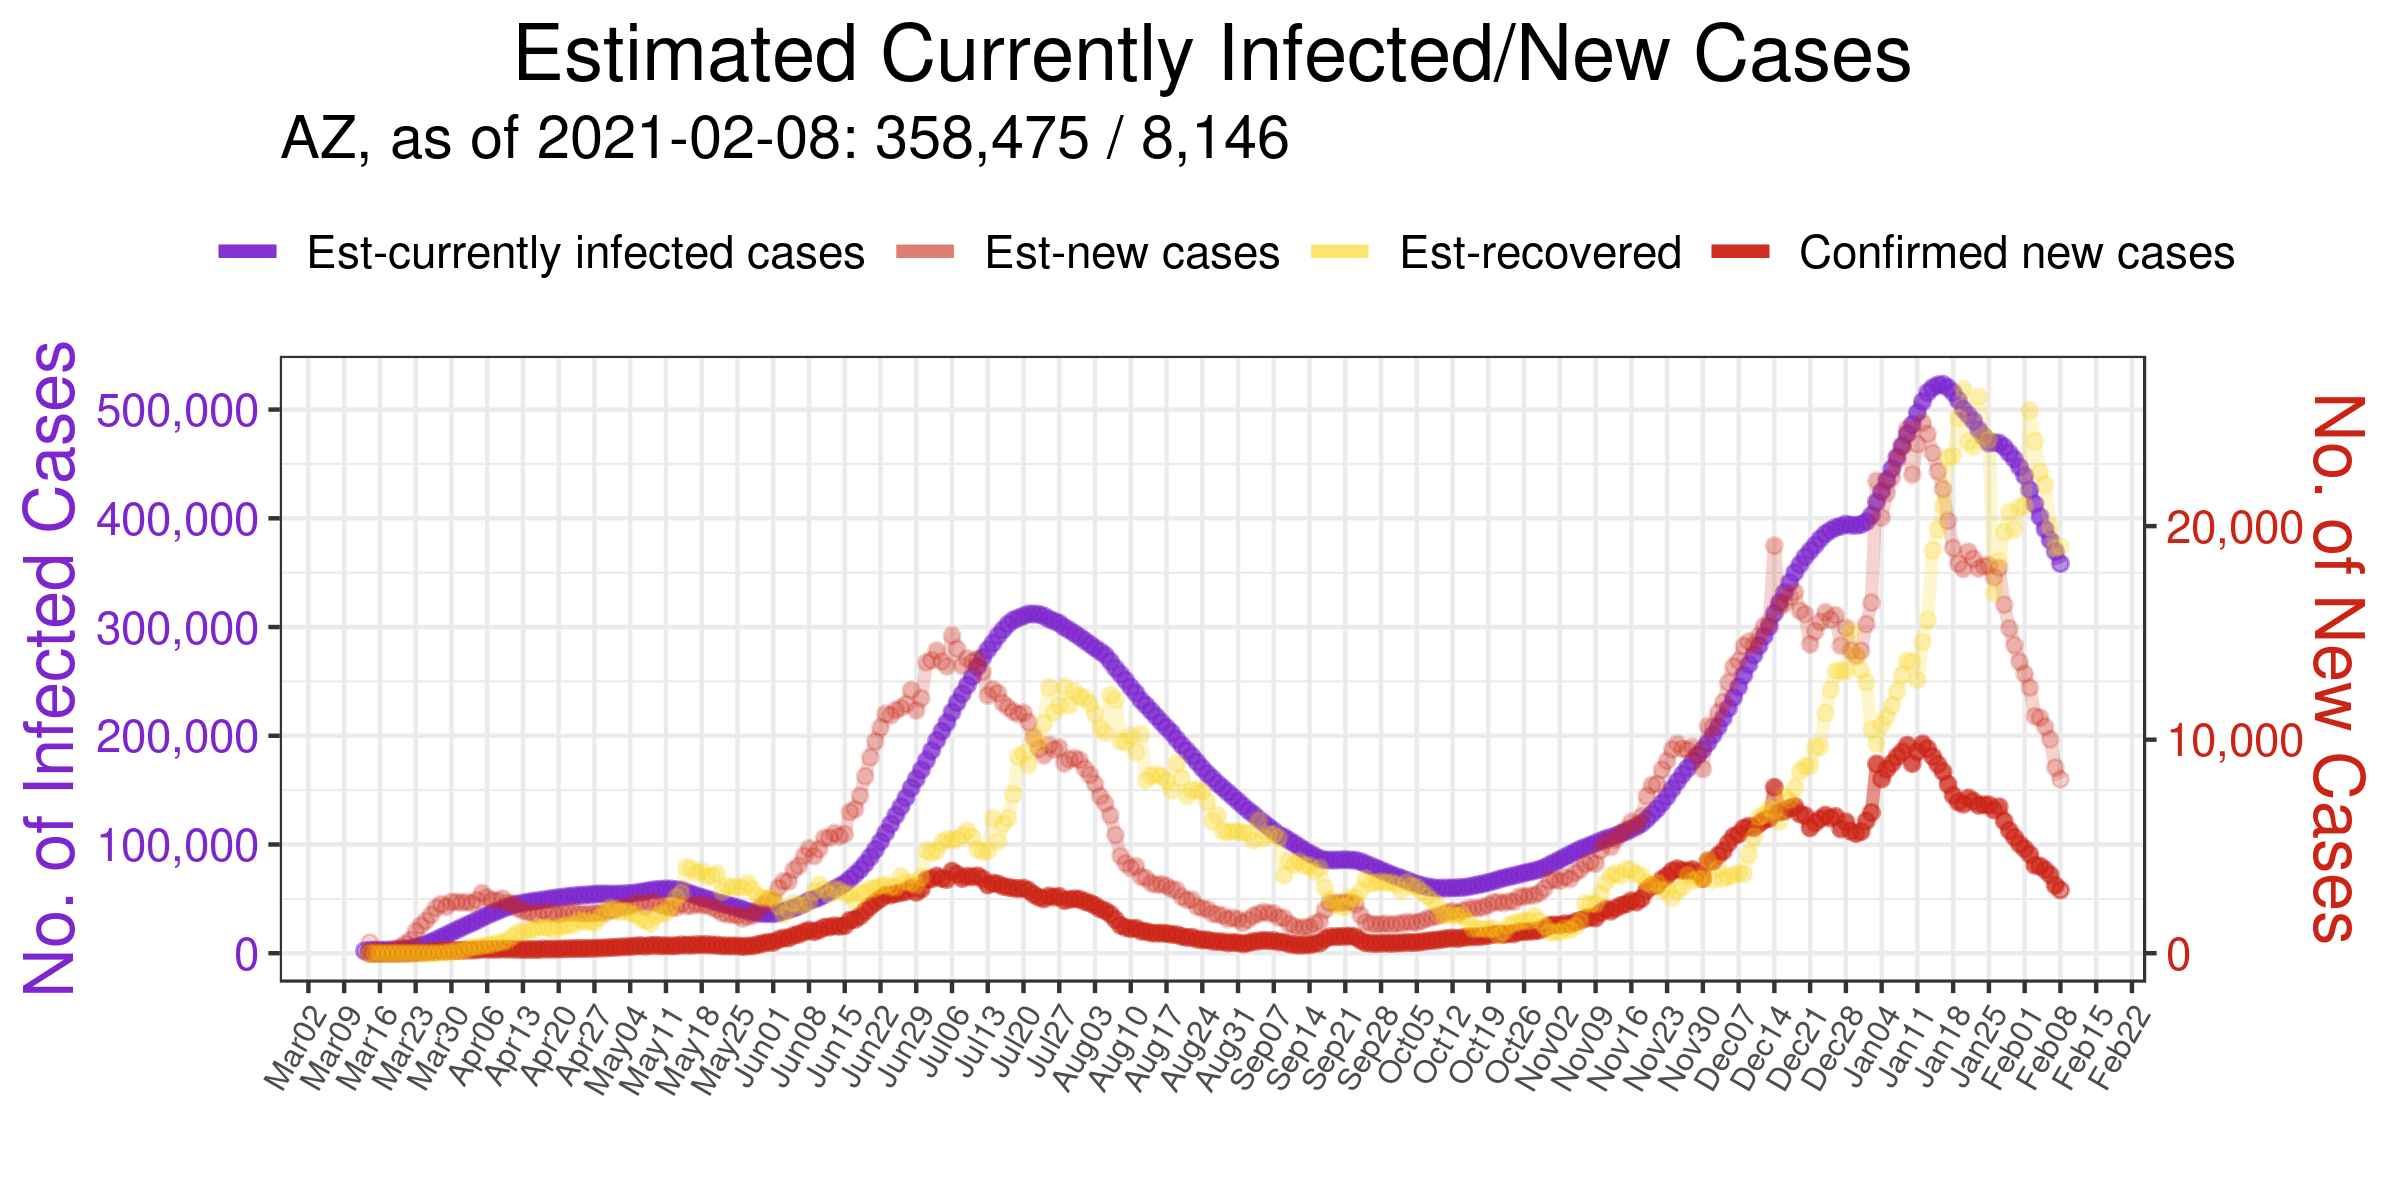 Estimated Currently Infected/New Cases
AZ, as of 2021-02-08: 358,475 / 8,146
Est-currently infected cases Est-new cases Est-recovered Confirmed new cases
No. of Infected Cases
500,000
400,000
300,000
200,000
100,000
0
20,000
10,000
0
No. of New Cases
Mar02 Mar09 Mar16 Mar23 Mar30 Apr06 Apr13 Apr20 Apr27 May04 May11 May18 May25 Jun01 Jun08 Jun15 Jun22 Jun29 Jul06 Jul13 Jul20 Jul27 Aug03 Aug10 Aug17 Aug24 Aug31 Sep07 Sep14 Sep21 Sep28 Oct05 Oct12 Oct19 Oct26 Nov02 Nov09 Nov16 Nov23 Nov30 Dec07 Dec14 Dec21 Dec28 Jan04 Jan11 Jan18 Jan25 Feb01 Feb08 Feb15 Feb22